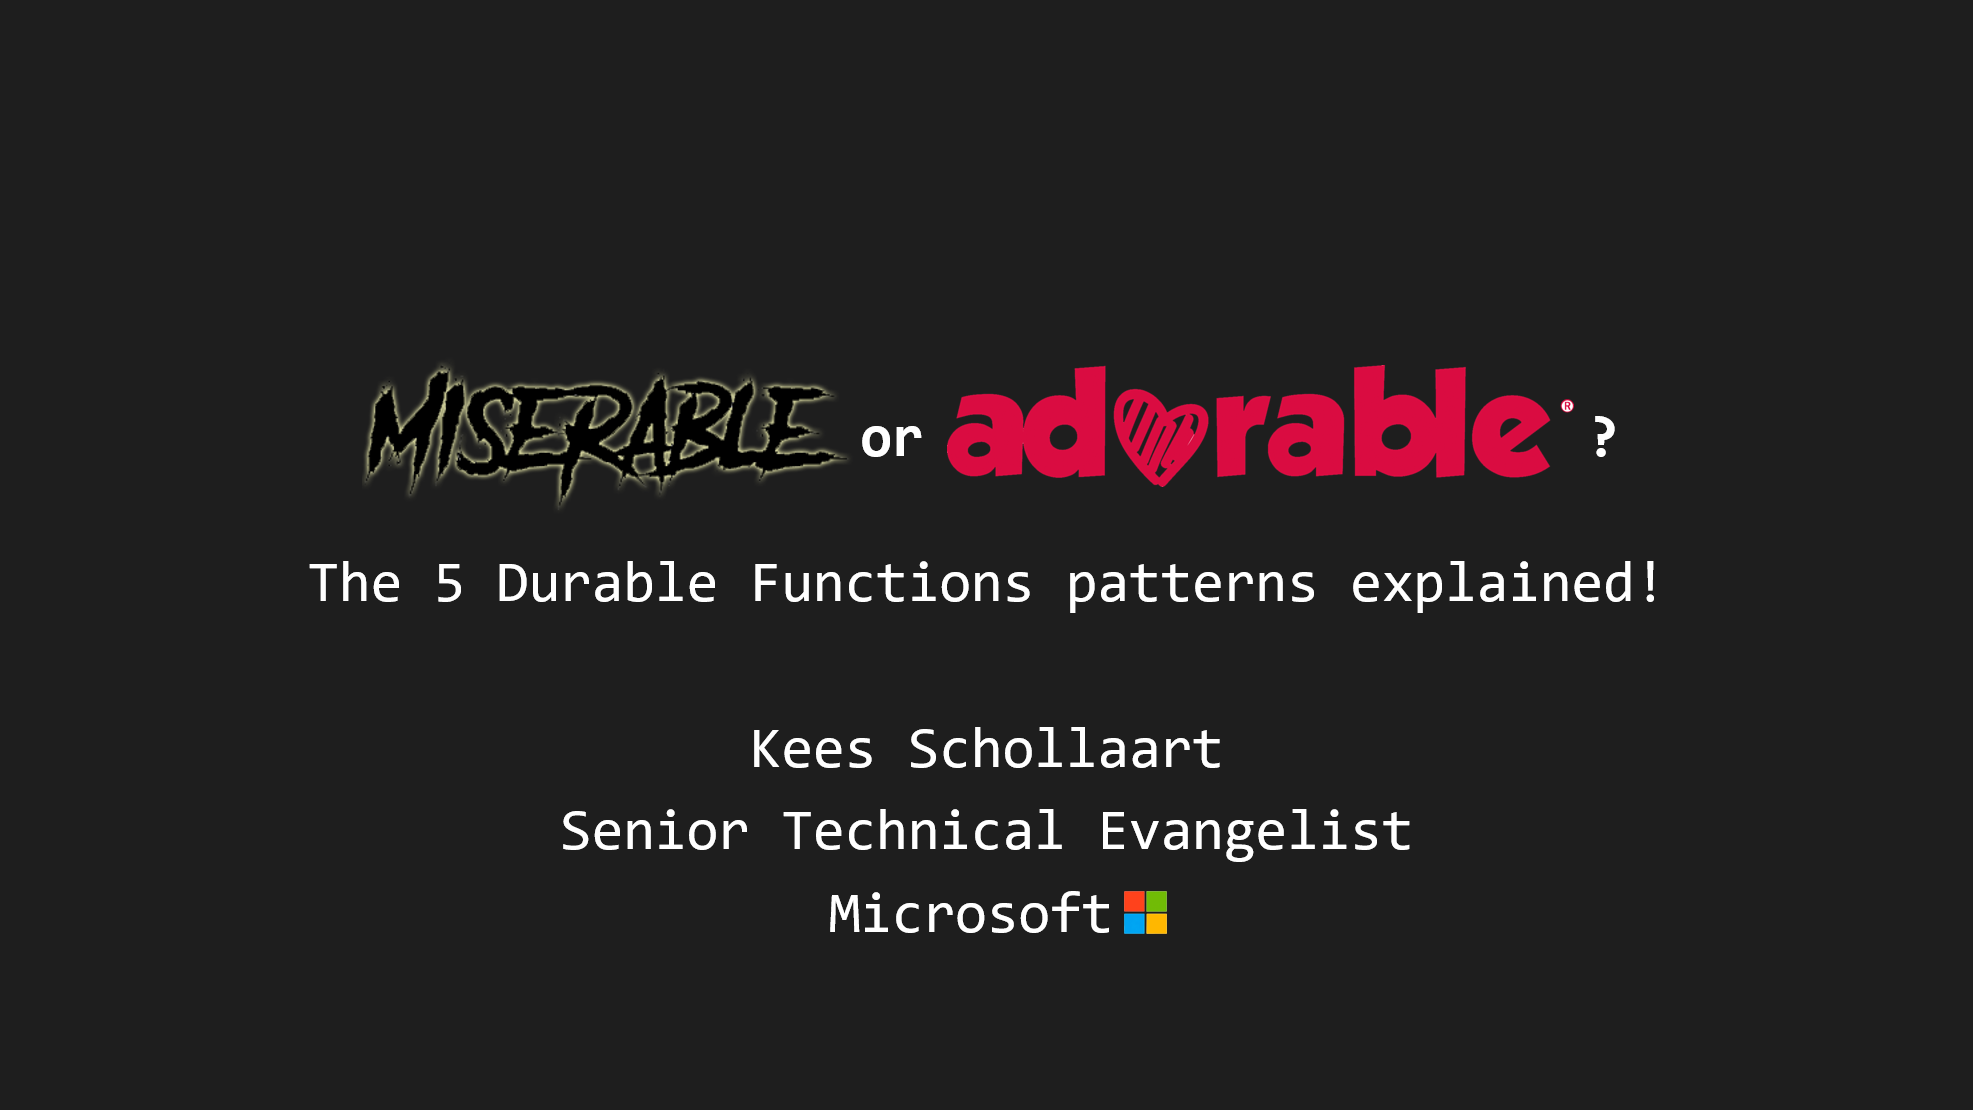 MISERABLE or adorable® ?
The 5 Durable Functions patterns explained!
Kees Schollaart
Senior Technical Evangelist
Microsoft